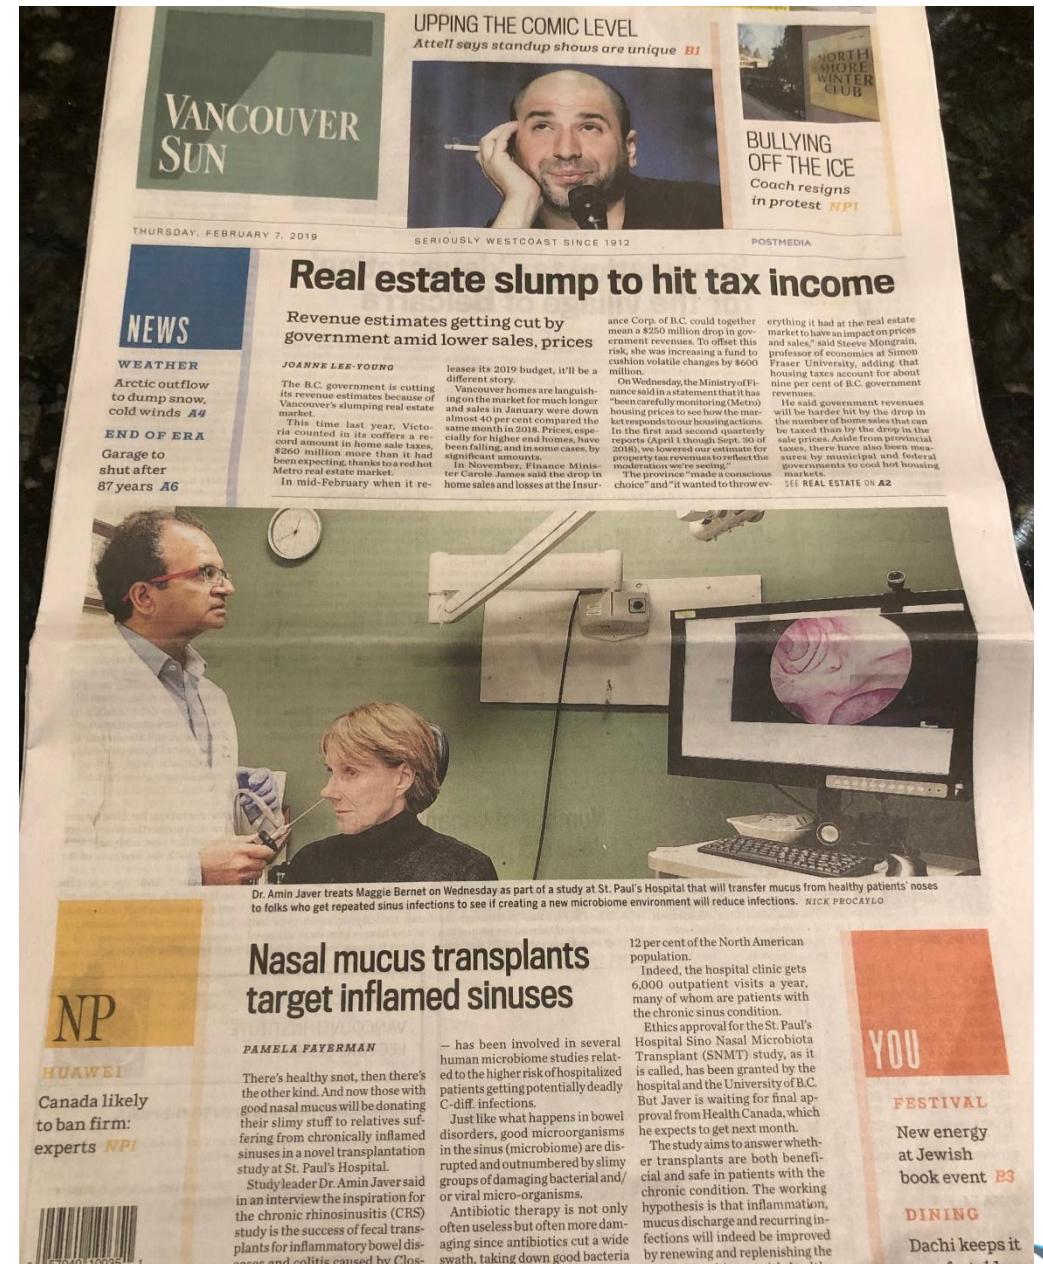 UPPING THE COMIC LEVEL
Attell says standup shows are unique B1
VANCOUVER
SUN
NORTH
SHORE
WINTER
CLUB
BULLYING
OFF THE ICE
Coach resigns
in protest NP1
THURSDAY, FEBRUARY 7, 2019
SERIOUSLY WESTCOAST SINCE 1912
POSTMEDIA
NEWS
WEATHER
Arctic outflow
to dump snow,
cold winds A4
END OF ERA
Garage to
shut after
87 years A6
Real estate slump to hit tax income
Revenue estimates getting cut by
government amid lower sales, prices
JOANNE LEE-YOUNG
The B.C. government is cutting
its revenue estimates because of
Vancouver's slumping real estate
market.
This time last year, Victo-
ria counted in its coffers a re-
cord amount in home sale taxes,
$260 million more than it had
been expecting, thanks to a red hot
Metro real estate market.
In mid-February when it re-
leases its 2019 budget, it'll be a
different story.
Vancouver homes are languish-
ing on the market for much longer
and sales in January were down
almost 40 per cent compared the
same month in 2018. Prices, espe-
cially for higher end homes, have
been falling, and in some cases, by
significant amounts.
In November, Finance Minis-
ter Carole James said the drop in
home sales and losses at the Insur-
ance Corp. of B.C. could together
mean a $250 million drop in gov-
ernment revenues. To offset this
risk, she was increasing a fund to
cushion volatile changes by $600
million.
On Wednesday, the Ministry of Fi-
nance said in a statement that it has
"been carefully monitoring (Metro)
housing prices to see how the mar-
ket responds to our housing actions.
In the first and second quarterly
reports (April 1 though Sept. 30 of
2018), we lowered our estimate for
property tax revenues to reflect the
moderation we're seeing."
The province "made a conscious
choice" and "it wanted to throw ev-
erything it had at the real estate
market to have an impact on prices
and sales," said Steeve Mongrain,
professor of economics at Simon
Fraser University, adding that
housing taxes account for about
nine per cent of B.C. government
revenues.
He said government revenues
will be harder hit by the drop in
the number of home sales that can
be taxed than by the drop in the
sale prices. Aside from provincial
taxes, there have also been mea-
sures by municipal and federal
governments to cool hot housing
markets.
SEE REAL ESTATE ON A2
Dr. Amin Javer treats Maggie Bernet on Wednesday as part of a study at St. Paul's Hospital that will transfer mucus from healthy patients' noses
to folks who get repeated sinus infections to see if creating a new microbiome environment will reduce infections. NICK PROCAYLO
NP
HUAWEI
Canada likely
to ban firm:
experts NP1
Nasal mucus transplants
target inflamed sinuses
PAMELA FAYERMAN
There's healthy snot, then there's
the other kind. And now those with
good nasal mucus will be donating
their slimy stuff to relatives suf-
fering from chronically inflamed
sinuses in a novel transplantation
study at St. Paul's Hospital.
Study leader Dr. Amin Javer said
in an interview the inspiration for
the chronic rhinosinusitis (CRS)
study is the success of fecal trans-
plants for inflammatory bowel dis-
eases and colitis caused by Clos-
— has been involved in several
human microbiome studies relat-
ed to the higher risk of hospitalized
patients getting potentially deadly
C-diff. infections.
Just like what happens in bowel
disorders, good microorganisms
in the sinus (microbiome) are dis-
rupted and outnumbered by slimy
groups of damaging bacterial and/
or viral micro-organisms.
Antibiotic therapy is not only
often useless but often more dam-
aging since antibiotics cut a wide
swath, taking down good bacteria
12 per cent of the North American
population.
Indeed, the hospital clinic gets
6,000 outpatient visits a year,
many of whom are patients with
the chronic sinus condition.
Ethics approval for the St. Paul's
Hospital Sino Nasal Microbiota
Transplant (SNMT) study, as it
is called, has been granted by the
hospital and the University of B.C.
But Javer is waiting for final ap-
proval from Health Canada, which
he expects to get next month.
The study aims to answer wheth-
er transplants are both benefi-
cial and safe in patients with the
chronic condition. The working
hypothesis is that inflammation,
mucus discharge and recurring in-
fections will indeed be improved
by renewing and replenishing the
YOU
FESTIVAL
New energy
at Jewish
book event B3
DINING
Dachi keeps it